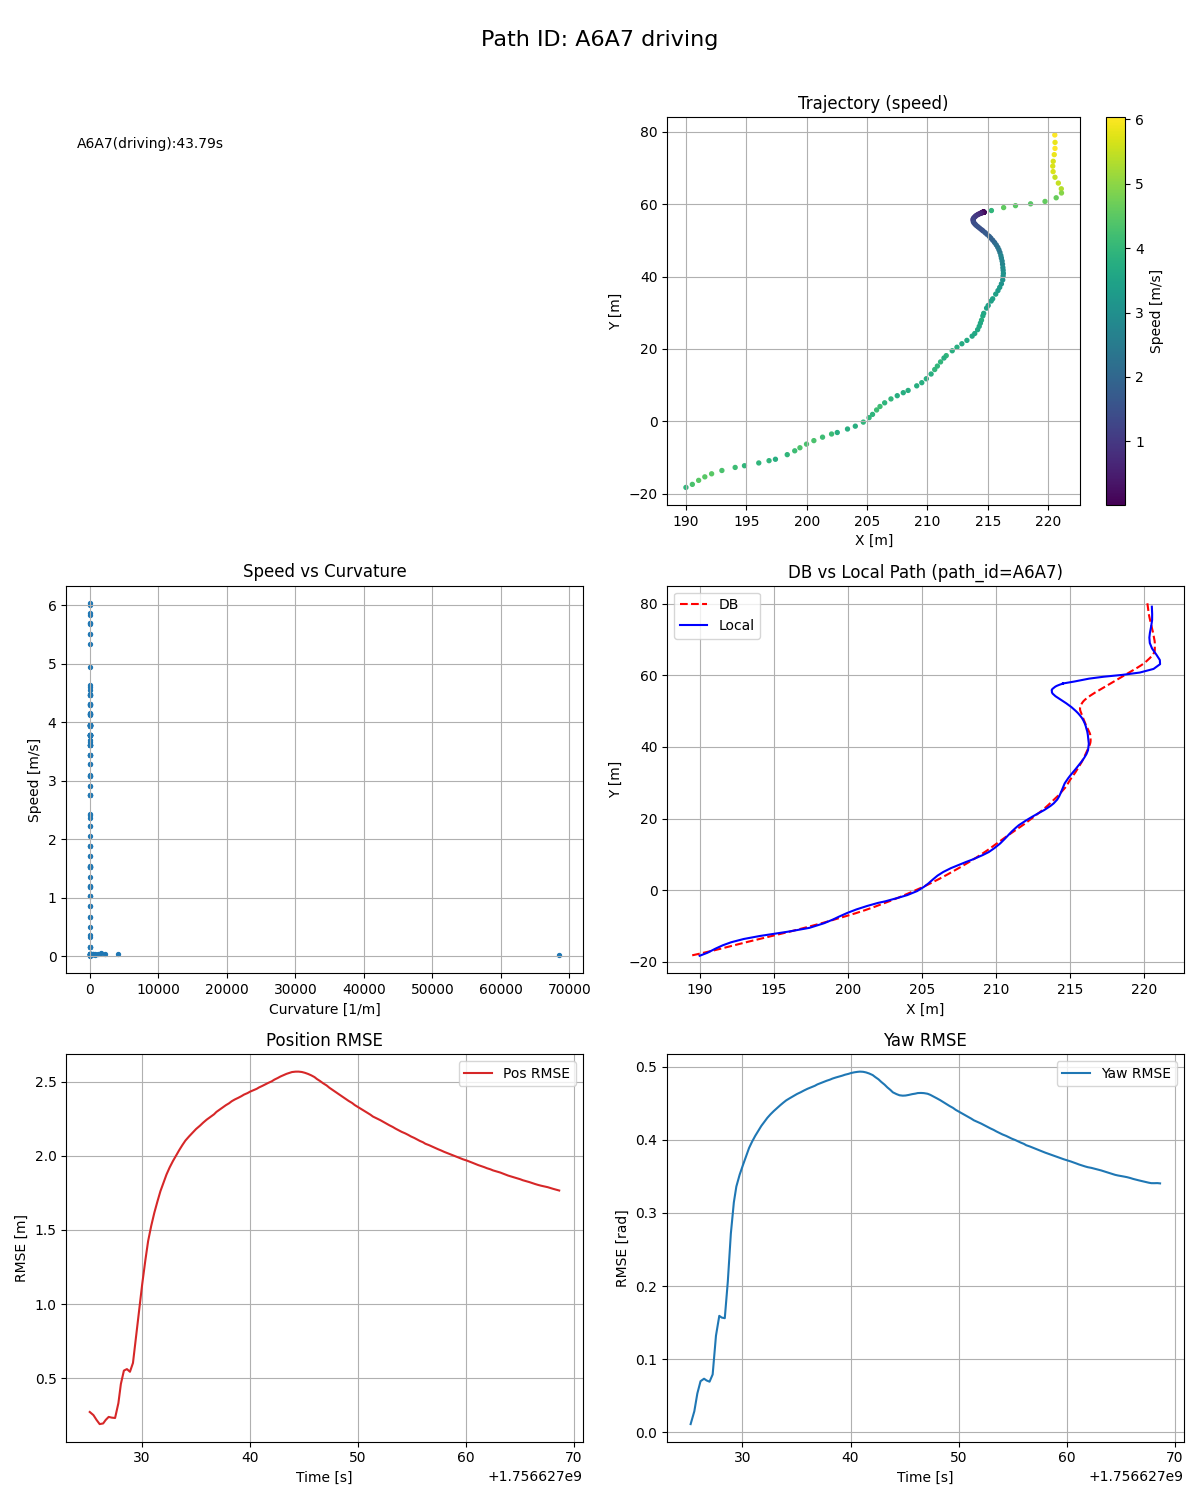 Path ID: A6A7 driving
A6A7(driving):43.79s
Trajectory (speed)
80
60
40
20
0
−20
Y [m]
190
195
200
205
210
215
220
X [m]
6
5
4
3
2
1
Speed [m/s]
Speed vs Curvature
6
5
4
3
2
1
0
Speed [m/s]
0
10000
20000
30000
40000
50000
60000
70000
Curvature [1/m]
DB vs Local Path (path_id=A6A7)
DB
Local
80
60
40
20
0
−20
Y [m]
190
195
200
205
210
215
220
X [m]
Position RMSE
Pos RMSE
2.5
2.0
1.5
1.0
0.5
RMSE [m]
30
40
50
60
70
Time [s]
+1.756627e9
Yaw RMSE
Yaw RMSE
0.5
0.4
0.3
0.2
0.1
0.0
RMSE [rad]
30
40
50
60
70
Time [s]
+1.756627e9